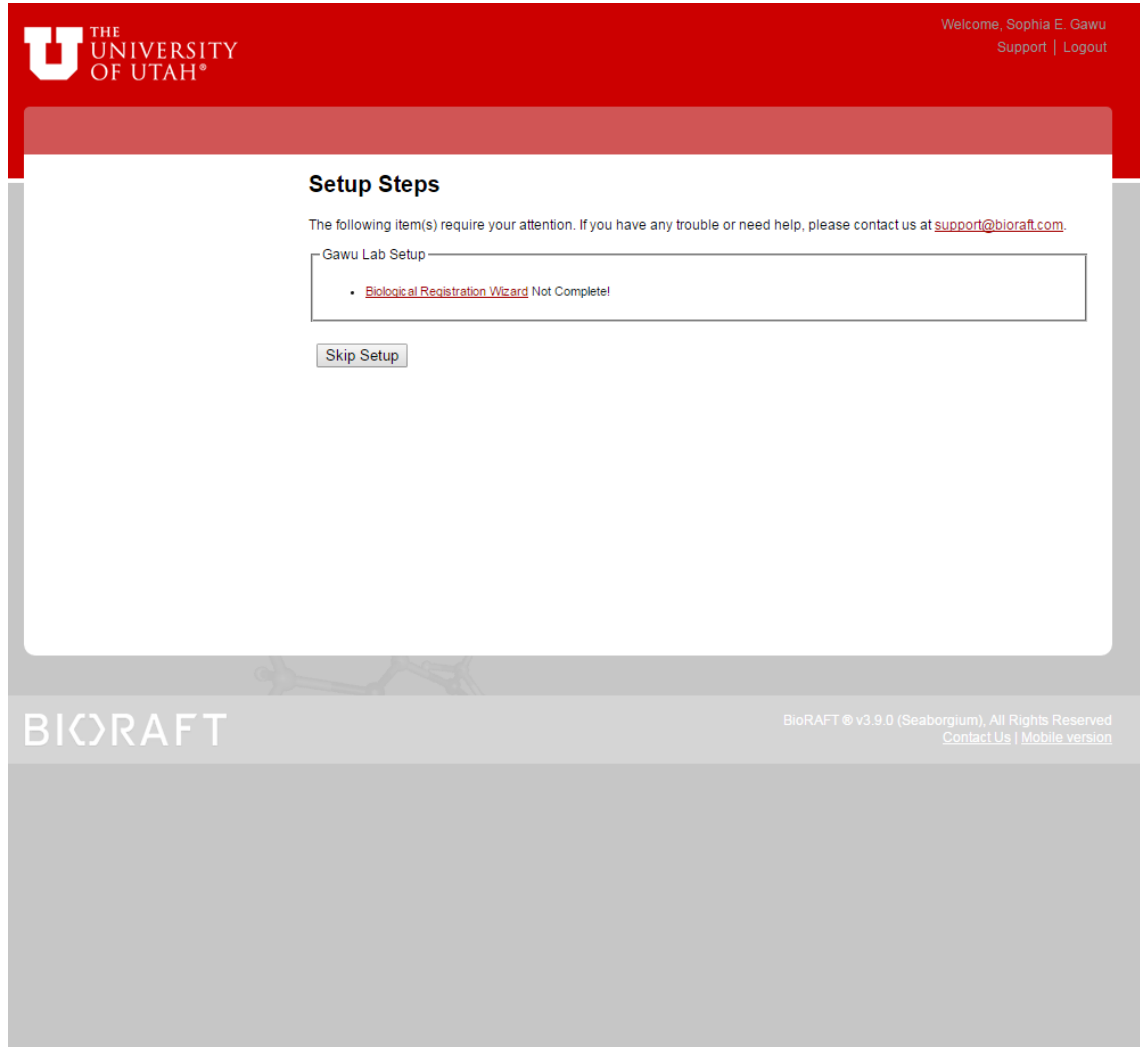 THE
UNIVERSITY
OF UTAH®
Welcome, Sophia E. Gawu
Support | Logout
Setup Steps
The following item(s) require your attention. If you have any trouble or need help, please contact us at support@bioraft.com.
Gawu Lab Setup
• Biological Registration Wizard Not Complete!
Skip Setup
BIORAFT
BioRAFT ® v3.9.0 (Seaborgium), All Rights Reserved
Contact Us | Mobile version